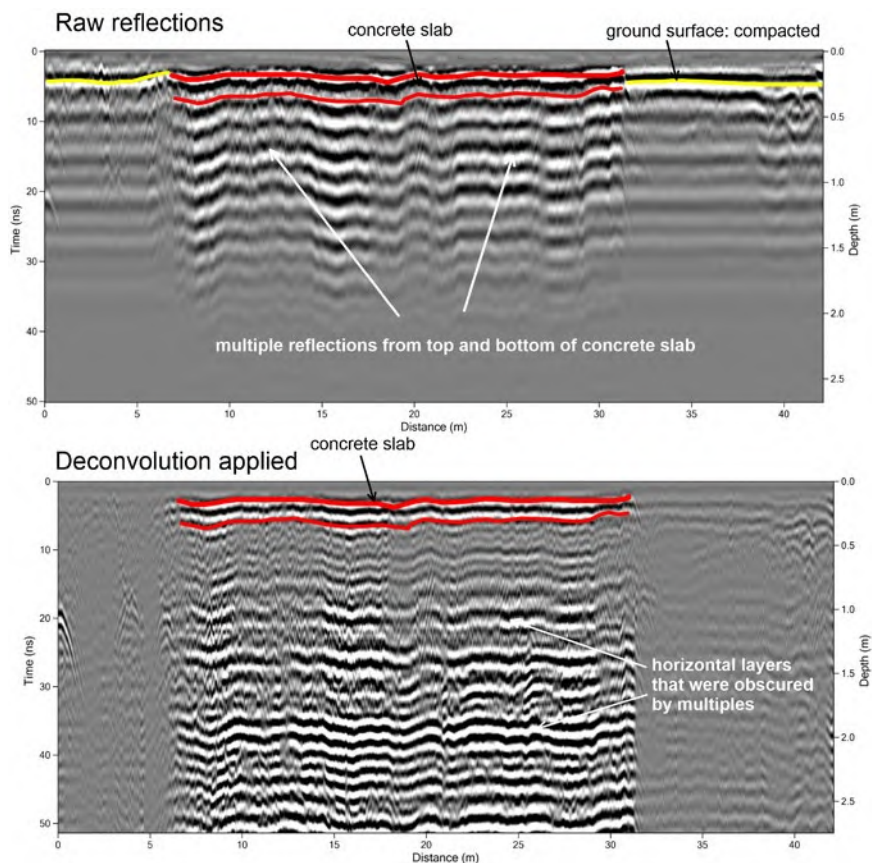 Raw reflections
concrete slab
ground surface: compacted
0
10
20
30
40
50
Time (ns)
0.0
0.5
1.0
1.5
2.0
2.5
Depth (m)
multiple reflections from top and bottom of concrete slab
0
5
10
15
20
25
30
35
40
Distance (m)
Deconvolution applied
concrete slab
0
10
20
30
40
50
Time (ns)
0.0
0.5
1.0
1.5
2.0
2.5
Depth (m)
horizontal layers
that were obscured
by multiples
0
5
10
15
20
25
30
35
40
Distance (m)